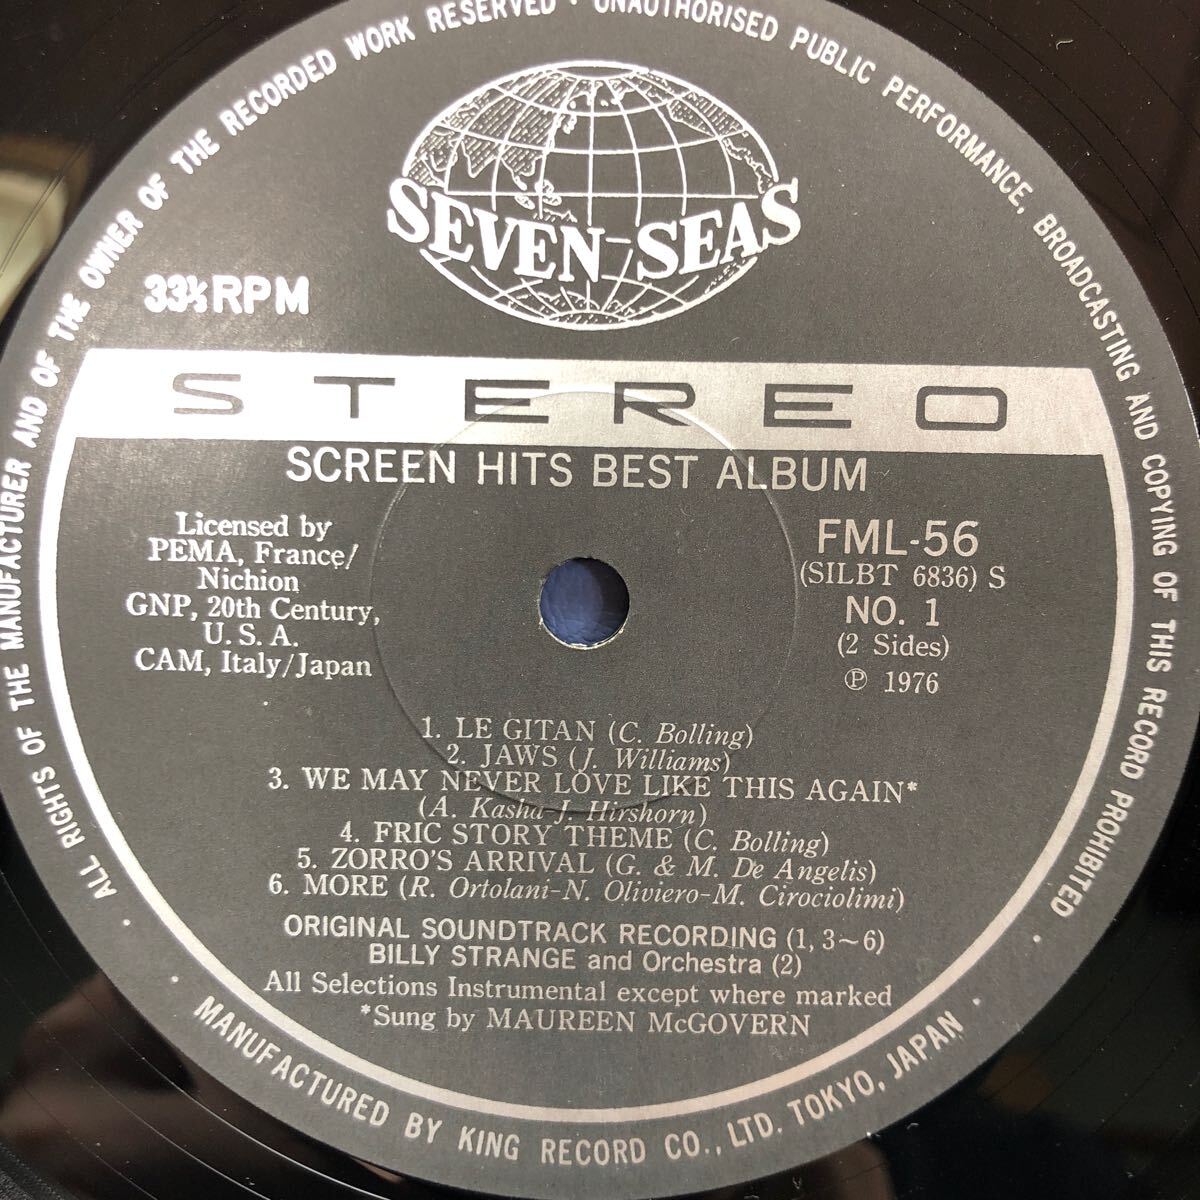 ALL RIGHTS OF THE MANUFACTURER AND OF THE OWNER OF THE RECORDED WORK RESERVED · UNAUTHORISED PUBLIC PERFORMANCE, BROADCASTING AND COPYING OF THIS RECORD PROHIBITED ·
SEVEN-SEAS
33⅓RPM
STEREO
SCREEN HITS BEST ALBUM
Licensed by
PEMA, France/
Nichion
GNP, 20th Century,
U. S. A.
CAM, Italy/Japan
FML-56
(SILBT 6836) S
NO. 1
(2 Sides)
℗ 1976
1. LE GITAN (C. Bolling)
2. JAWS (J. Williams)
3. WE MAY NEVER LOVE LIKE THIS AGAIN*
(A. Kasha-J. Hirshorn)
4. FRIC STORY THEME (C. Bolling)
5. ZORRO'S ARRIVAL (G. & M. De Angelis)
6. MORE (R. Ortolani-N. Oliviero-M. Cirociolimi)
ORIGINAL SOUNDTRACK RECORDING (1, 3~6)
BILLY STRANGE and Orchestra (2)
All Selections Instrumental except where marked
*Sung by MAUREEN McGOVERN
· MANUFACTURED BY KING RECORD CO., LTD. TOKYO, JAPAN ·